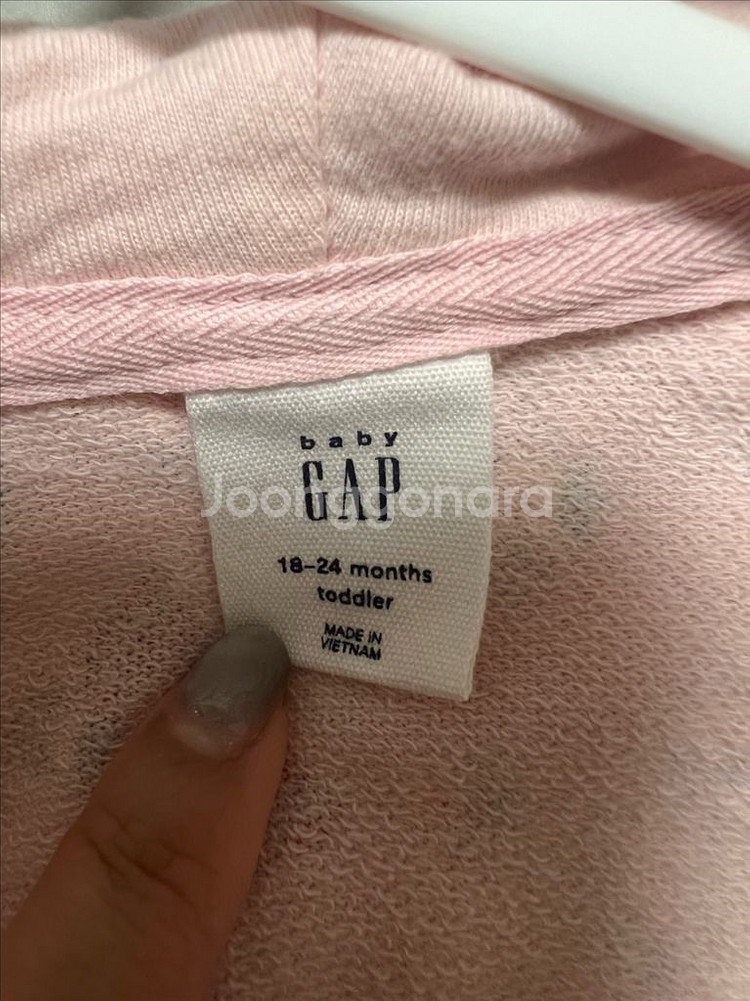 baby
GAP
Joonggonara
18-24 months
toddler
MADE IN
VIETNAM